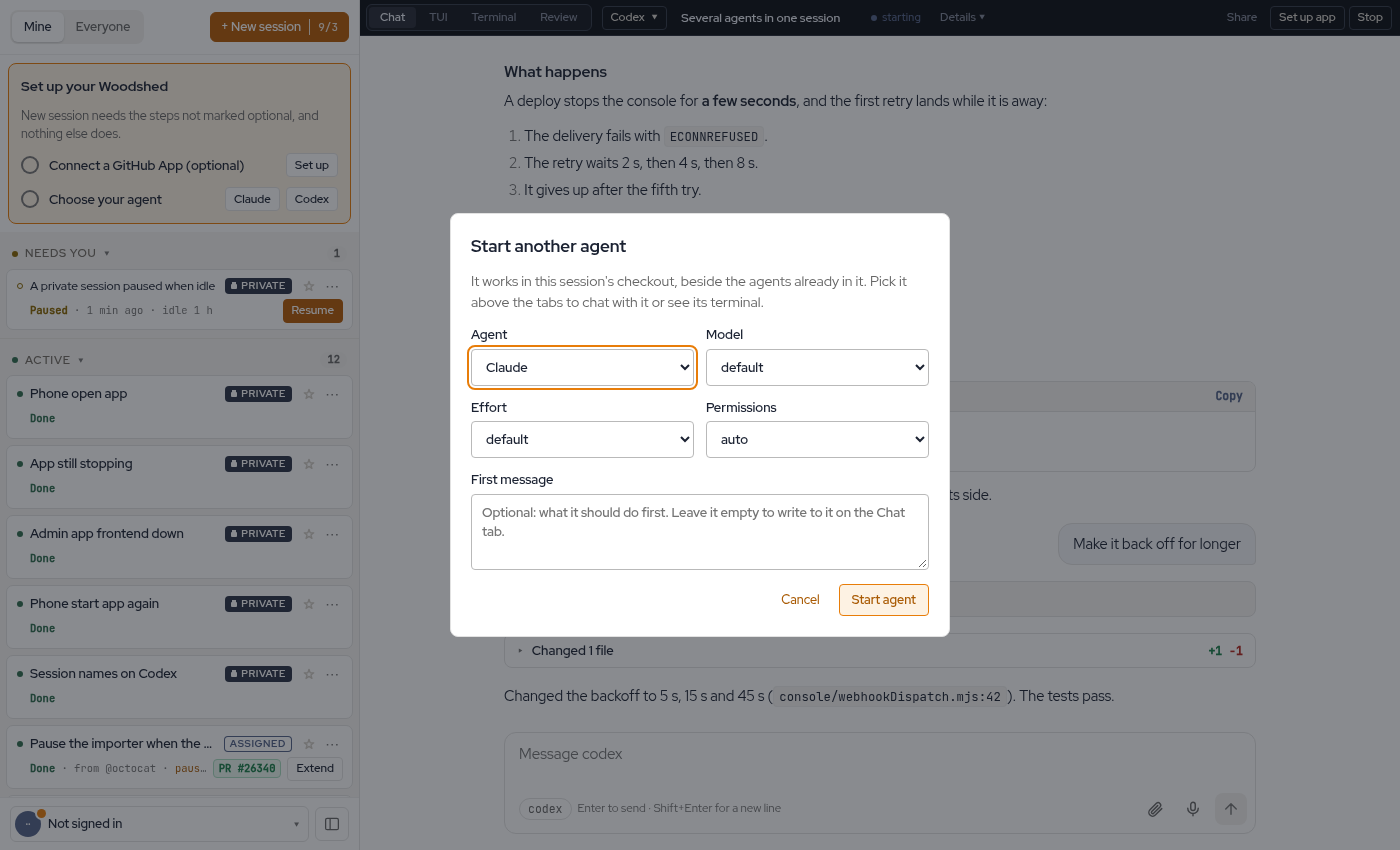 Mine
Everyone
+ New session
9/3
Set up your Woodshed
New session needs the steps not marked optional, and
nothing else does.
Connect a GitHub App (optional)
Set up
Choose your agent
Claude
Codex
NEEDS YOU
1
A private session paused when idle
PRIVATE
Paused · 1 min ago · idle 1 h
Resume
ACTIVE
12
Phone open app
PRIVATE
Done
App still stopping
PRIVATE
Done
Admin app frontend down
PRIVATE
Done
Phone start app again
PRIVATE
Done
Session names on Codex
PRIVATE
Done
Pause the importer when the ...
ASSIGNED
Done · from @octocat · paus…
PR #26340
Extend
Not signed in
Chat
TUI
Terminal
Review
Codex
Several agents in one session
starting
Details
Share
Set up app
Stop
What happens
A deploy stops the console for a few seconds, and the first retry lands while it is away:
1. The delivery fails with ECONNREFUSED.
2. The retry waits 2 s, then 4 s, then 8 s.
3. It gives up after the fifth try.
Copy
ts side.
Make it back off for longer
Changed 1 file
+1 -1
Changed the backoff to 5 s, 15 s and 45 s (console/webhookDispatch.mjs:42). The tests pass.
Message codex
codex
Enter to send · Shift+Enter for a new line
Start another agent
It works in this session's checkout, beside the agents already in it. Pick it
above the tabs to chat with it or see its terminal.
Agent
Model
Claude
default
Effort
Permissions
default
auto
First message
Optional: what it should do first. Leave it empty to write to it on the Chat
tab.
Cancel
Start agent